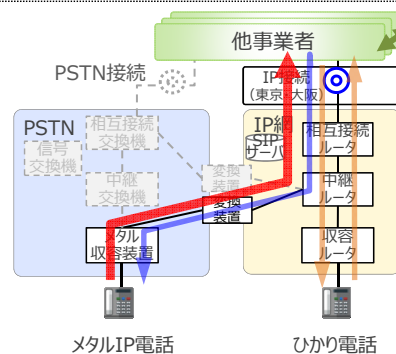 他事業者
PSTN接続
IP接続
(東京・大阪)
PSTN
相互接続
交換機
信号
交換機
中継
交換機
メタル
収容装置
変換
装置
変換
装置
IP網
SIP
サーバ
相互接続
ルータ
中継
ルータ
収容
ルータ
メタルIP電話
ひかり電話